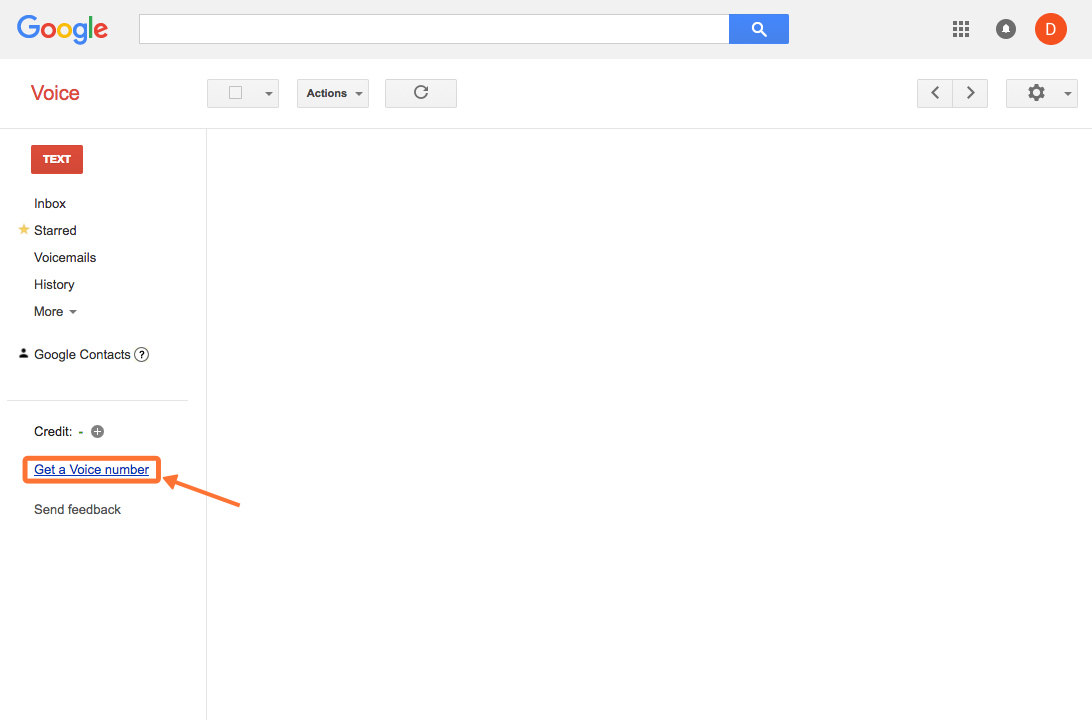 Google
D
Voice
Actions
TEXT
Inbox
Starred
Voicemails
History
More
Google Contacts ?
Credit: -
Get a Voice number
Send feedback